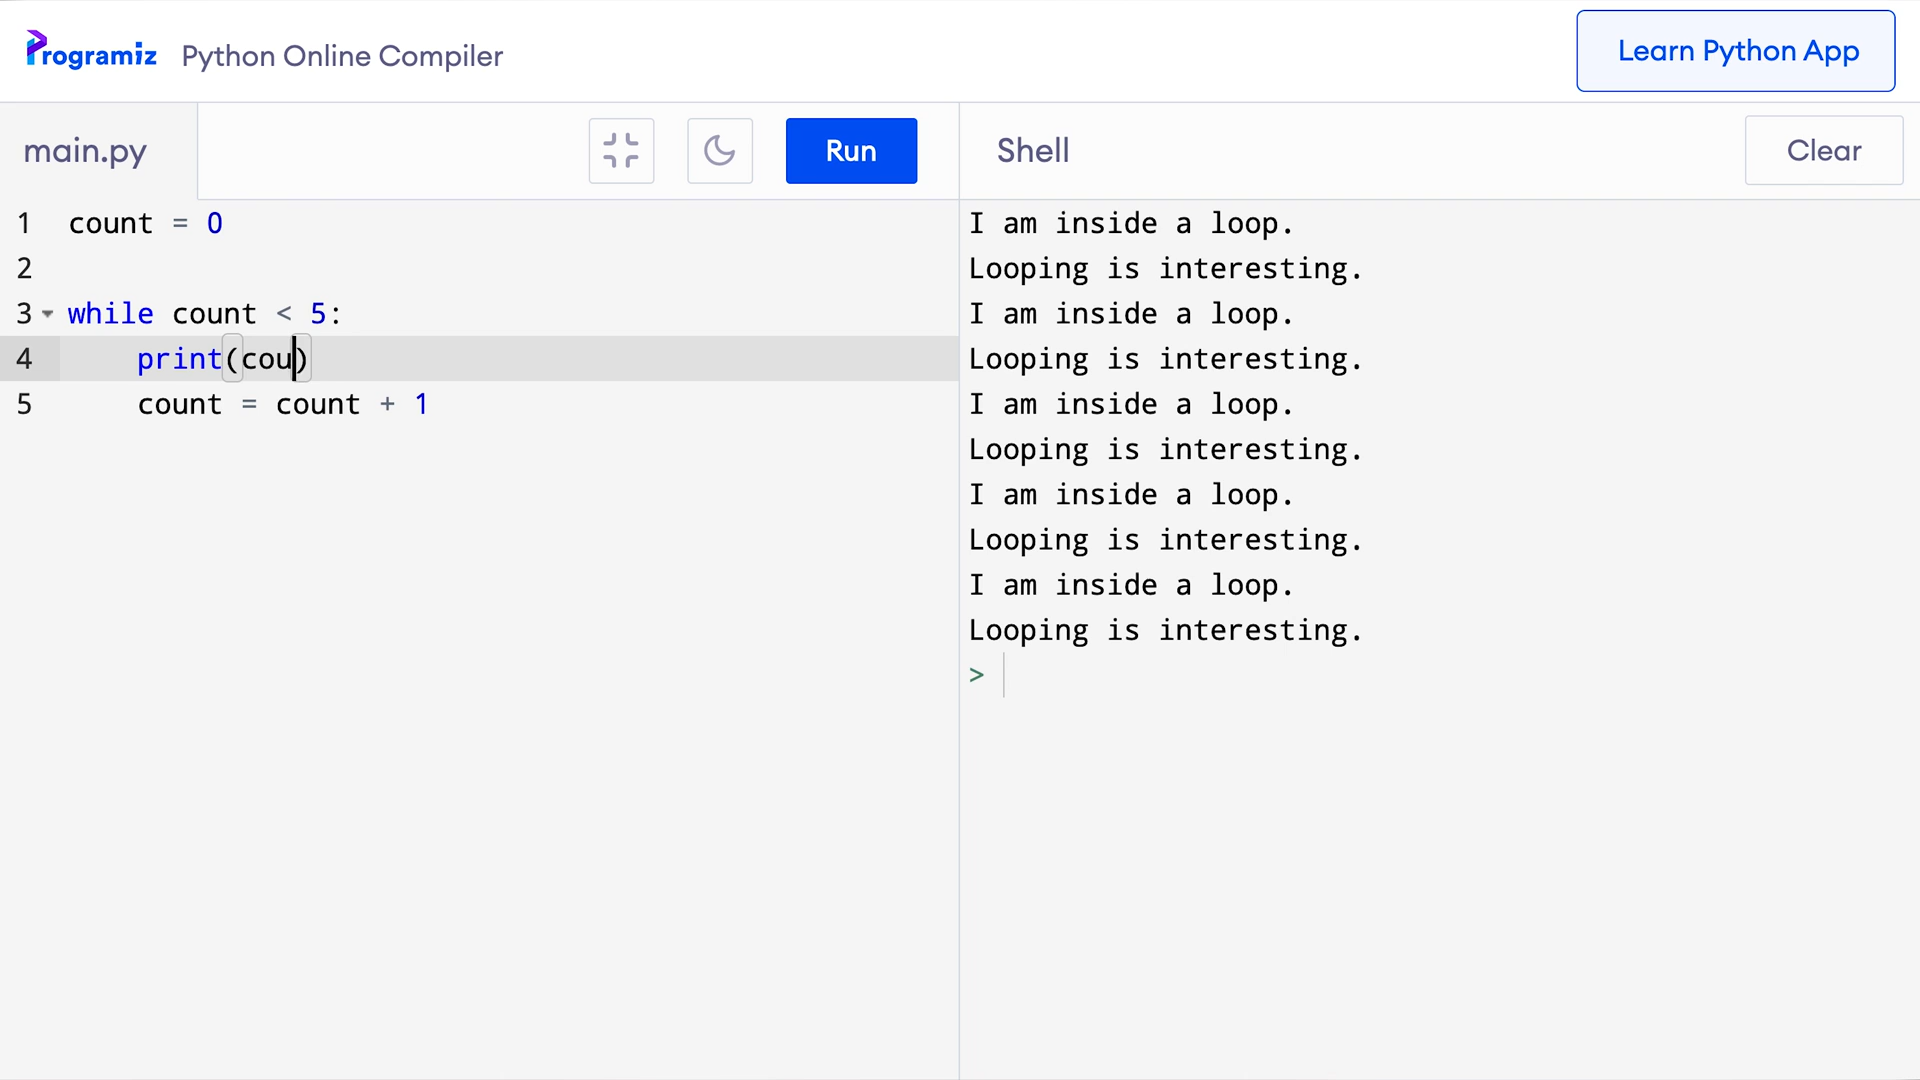 Programiz Python Online Compiler Learn Python App
main.py Run Shell Clear
1 count = 0
2
3 while count < 5:
4     print(cou)
5     count = count + 1
I am inside a loop.
Looping is interesting.
I am inside a loop.
Looping is interesting.
I am inside a loop.
Looping is interesting.
I am inside a loop.
Looping is interesting.
I am inside a loop.
Looping is interesting.
>